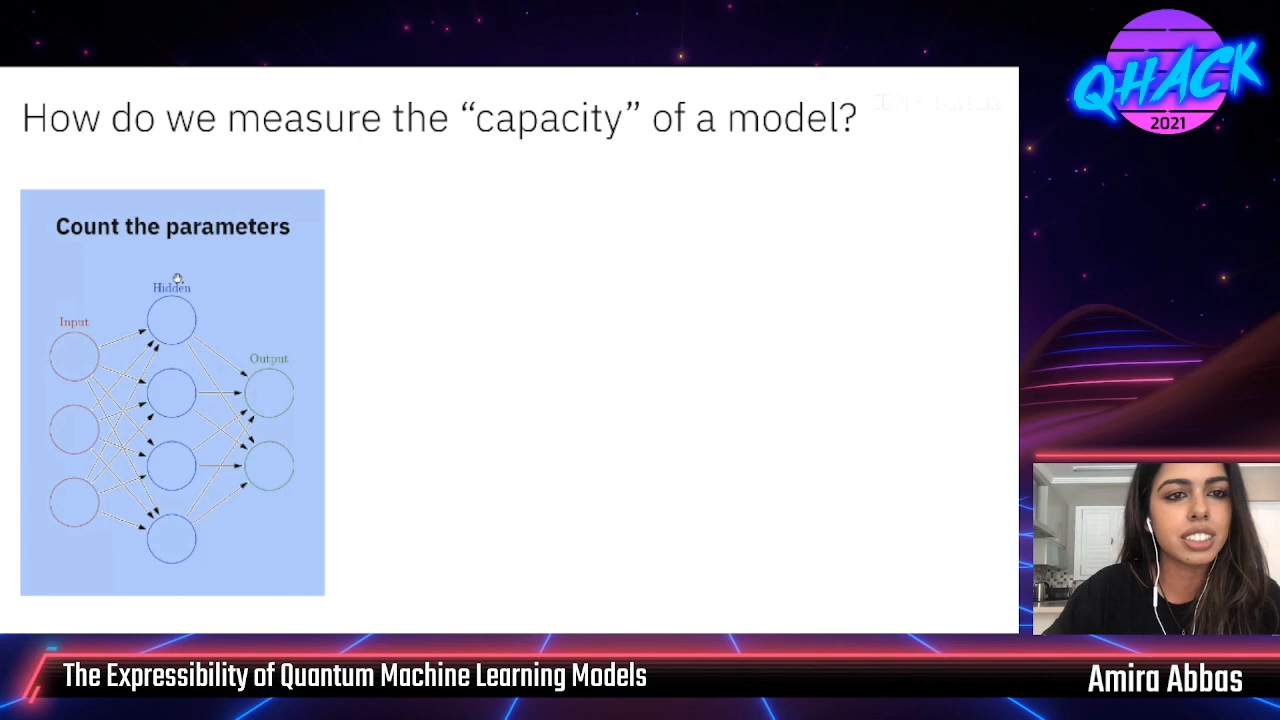 How do we measure the “capacity” of a model?
QHACK
2021
Count the parameters
Hidden
Input
Output
The Expressibility of Quantum Machine Learning Models
Amira Abbas